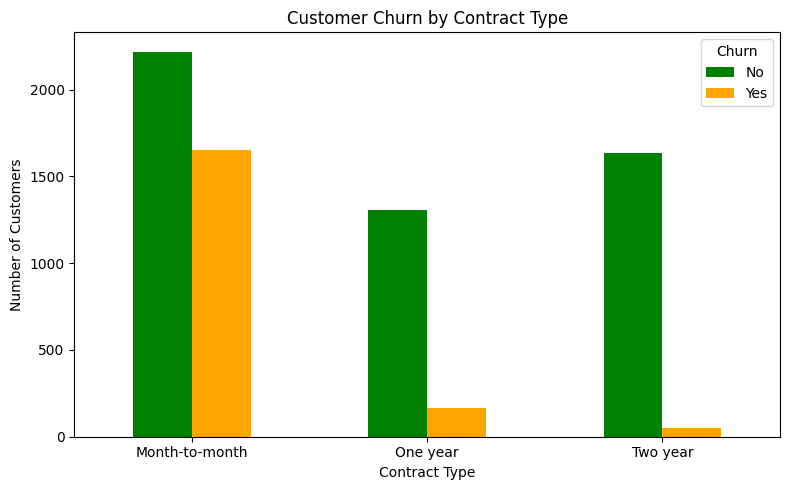 Customer Churn by Contract Type
Churn
No
Yes
2000
1500
1000
500
0
Number of Customers
Month-to-month
One year
Two year
Contract Type